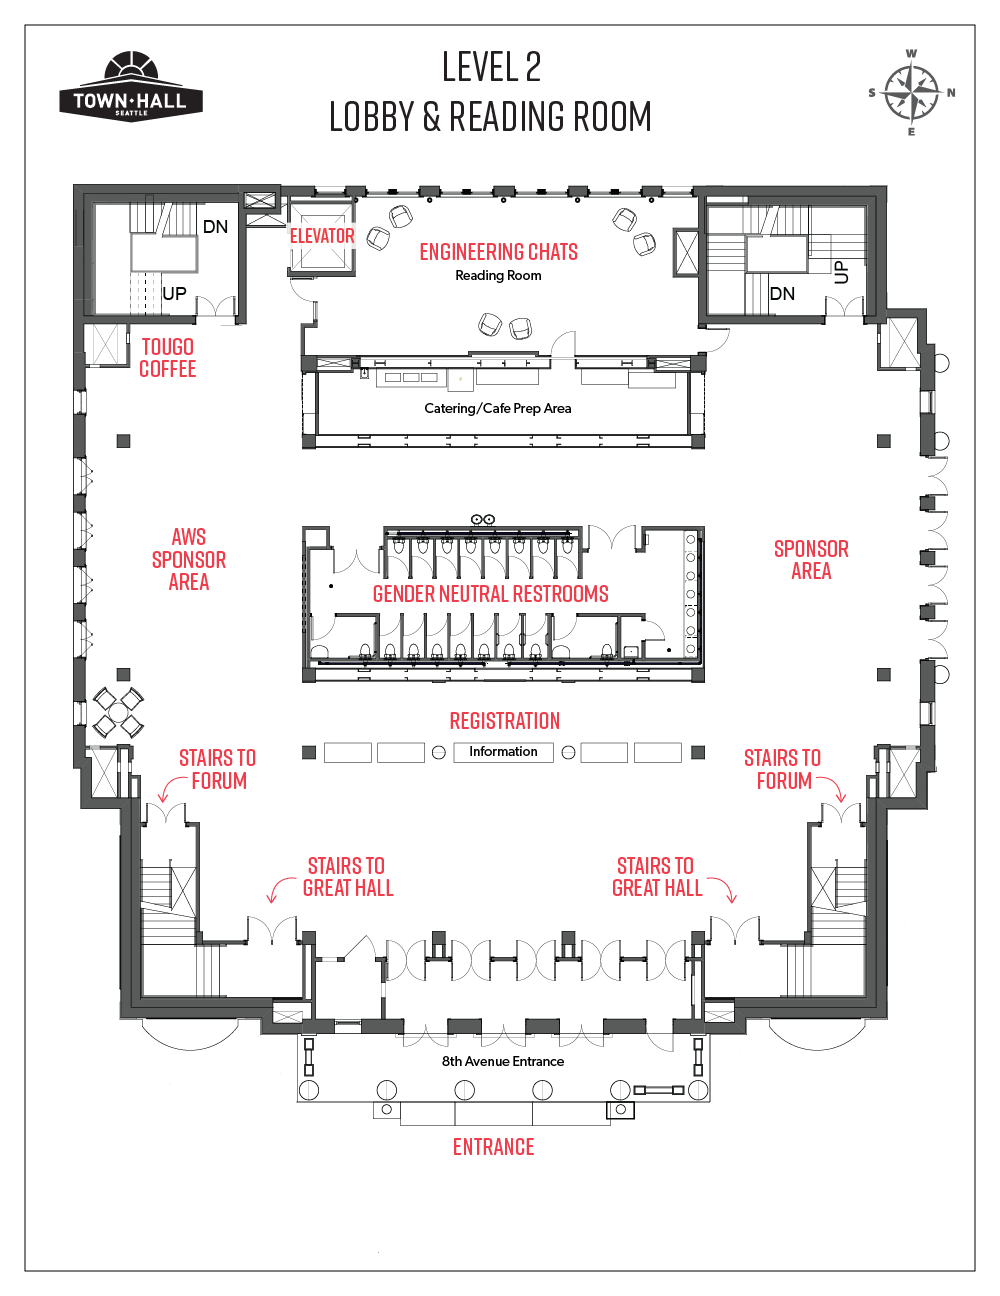 LEVEL 2
LOBBY & READING ROOM
TOWN·HALL
SEATTLE
W
S
N
E
DN
UP
ELEVATOR
ENGINEERING CHATS
Reading Room
UP
DN
TOUGO
COFFEE
Catering/Cafe Prep Area
AWS
SPONSOR
AREA
SPONSOR
AREA
GENDER NEUTRAL RESTROOMS
REGISTRATION
Information
STAIRS TO
FORUM
STAIRS TO
FORUM
STAIRS TO
GREAT HALL
STAIRS TO
GREAT HALL
8th Avenue Entrance
ENTRANCE